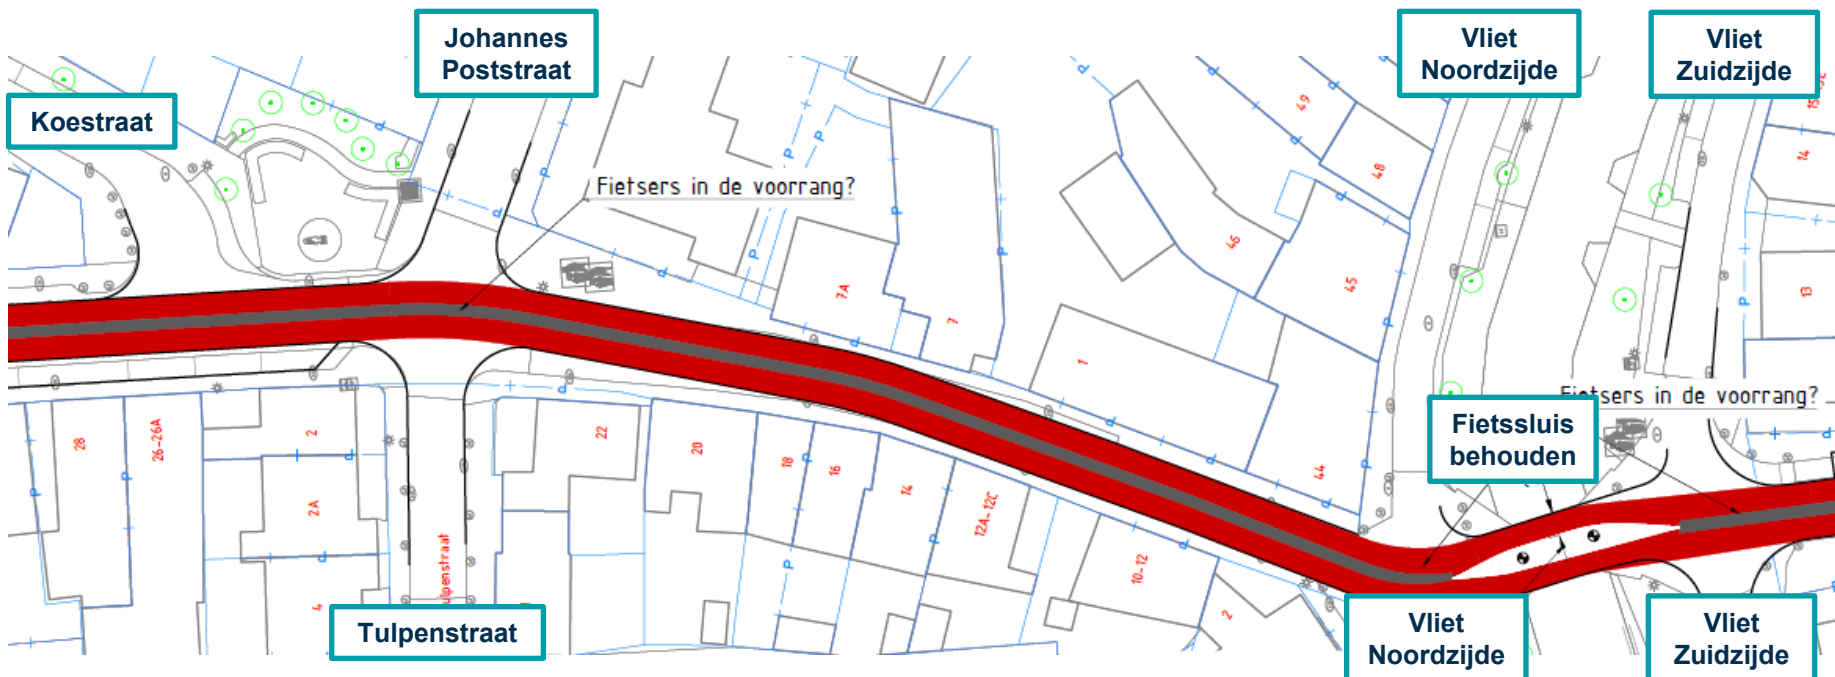 Johannes
Poststraat
Vliet
Noordzijde
Vliet
Zuidzijde
Koestraat
Fietsers in de voorrang?
49
48
46
45
44
14
13
7A
7
1
Fietsers in de voorrang?
Fietssluis
behouden
28
26-26A
2
2A
4
22
20
18
16
14
12A-12C
10-12
2
Tulpenstraat
Vliet
Noordzijde
Vliet
Zuidzijde